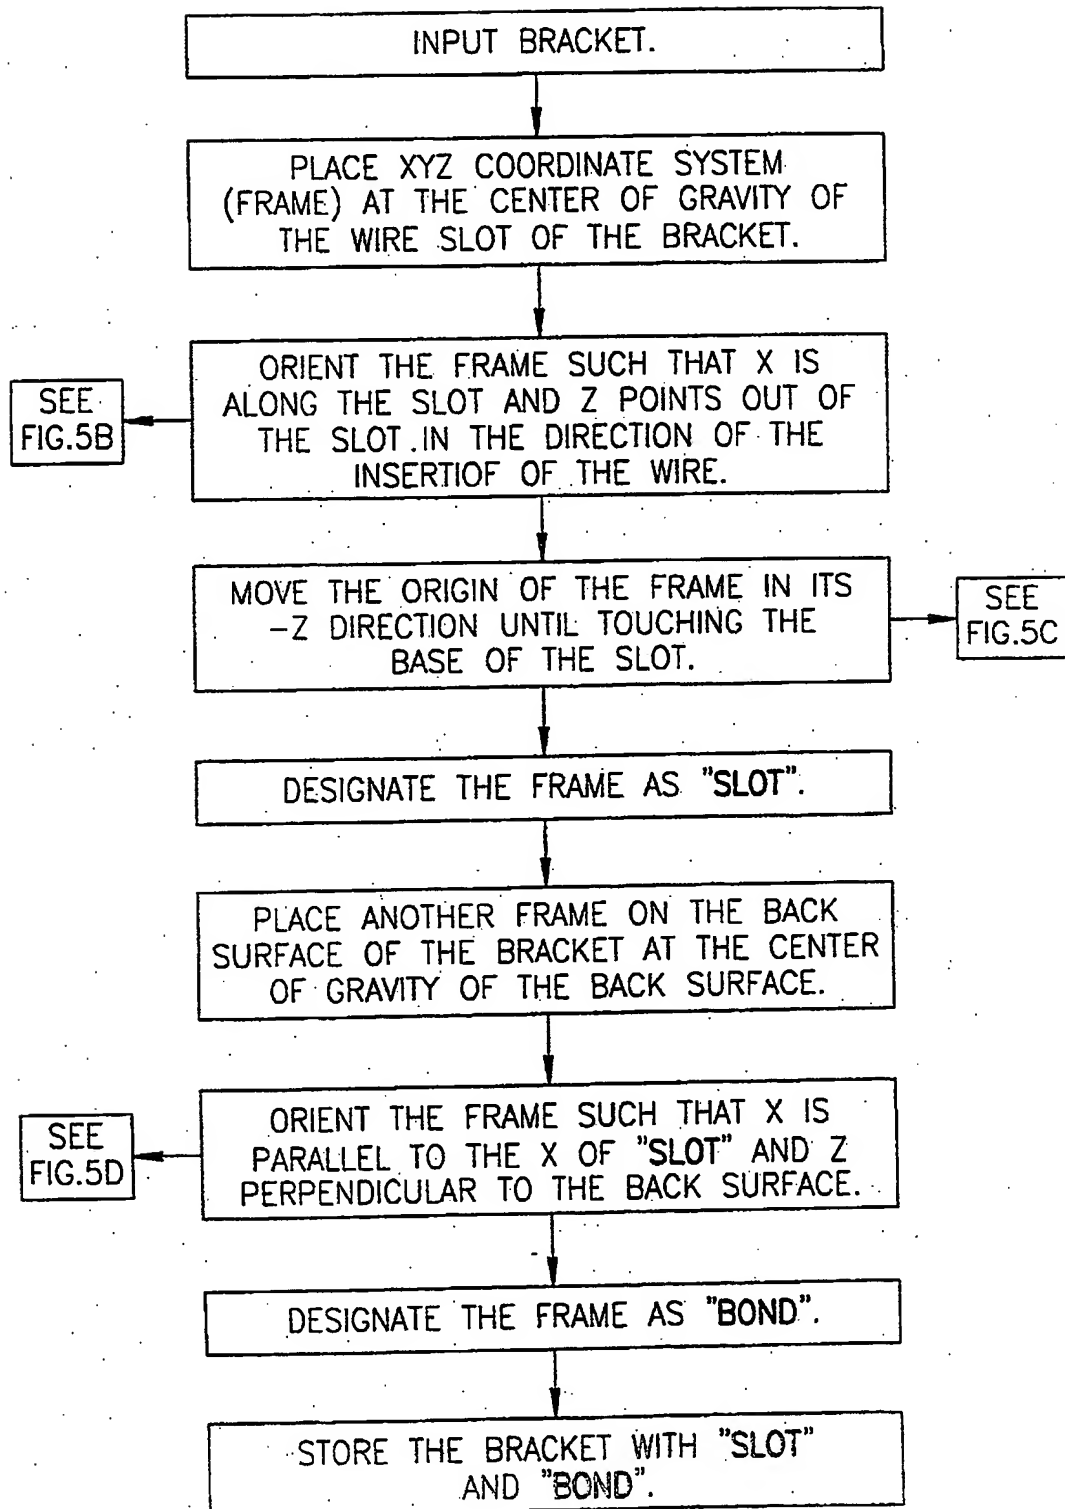 INPUT BRACKET.
PLACE XYZ COORDINATE SYSTEM
(FRAME) AT THE CENTER OF GRAVITY OF
THE WIRE SLOT OF THE BRACKET.
ORIENT THE FRAME SUCH THAT X IS
ALONG THE SLOT AND Z POINTS OUT OF
THE SLOT IN THE DIRECTION OF THE
INSERTIOF OF THE WIRE.
SEE
FIG.5B
MOVE THE ORIGIN OF THE FRAME IN ITS
-Z DIRECTION UNTIL TOUCHING THE
BASE OF THE SLOT.
SEE
FIG.5C
DESIGNATE THE FRAME AS "SLOT".
PLACE ANOTHER FRAME ON THE BACK
SURFACE OF THE BRACKET AT THE CENTER
OF GRAVITY OF THE BACK SURFACE.
ORIENT THE FRAME SUCH THAT X IS
PARALLEL TO THE X OF "SLOT" AND Z
PERPENDICULAR TO THE BACK SURFACE.
SEE
FIG.5D
DESIGNATE THE FRAME AS "BOND".
STORE THE BRACKET WITH "SLOT"
AND "BOND".